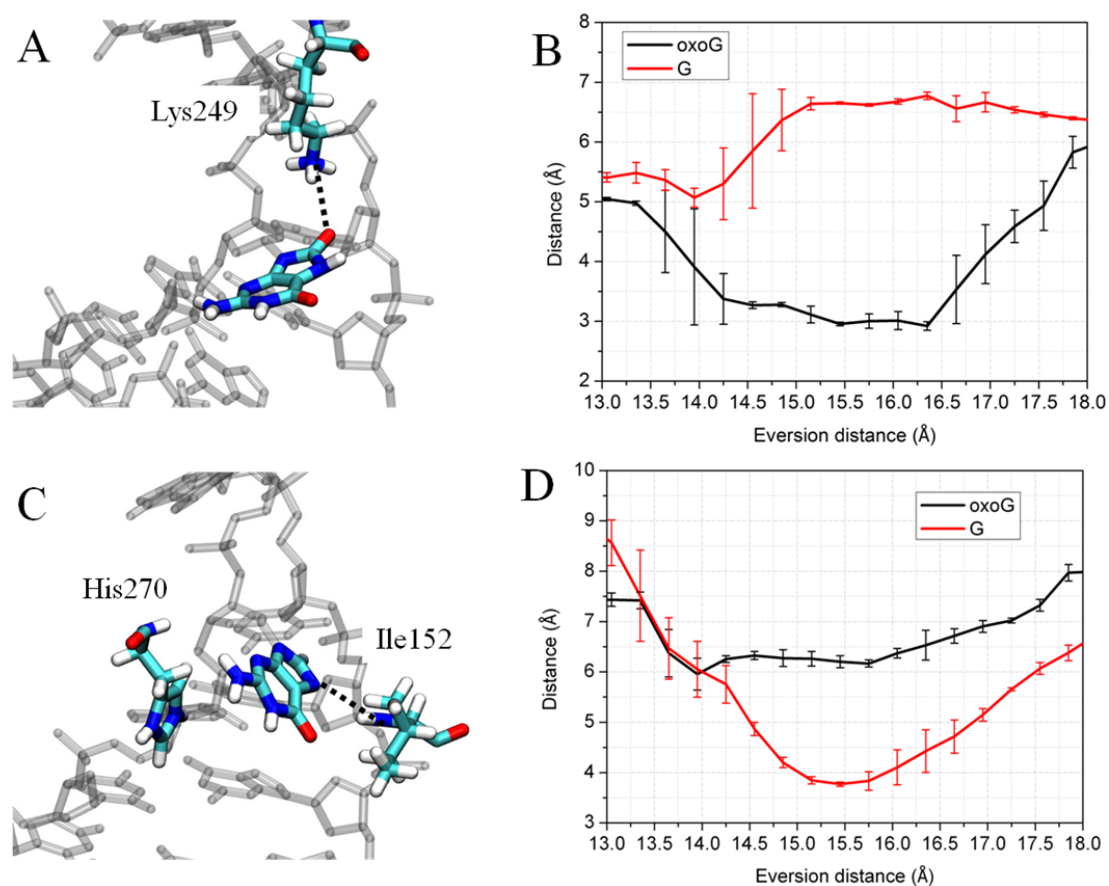 A
Lys249
B
oxoG
G
8
7
6
5
4
3
2
Distance (Å)
13.0 13.5 14.0 14.5 15.0 15.5 16.0 16.5 17.0 17.5 18.0
Eversion distance (Å)
C
His270
Ile152
D
oxoG
G
10
9
8
7
6
5
4
3
Distance (Å)
13.0 13.5 14.0 14.5 15.0 15.5 16.0 16.5 17.0 17.5 18.0
Eversion distance (Å)